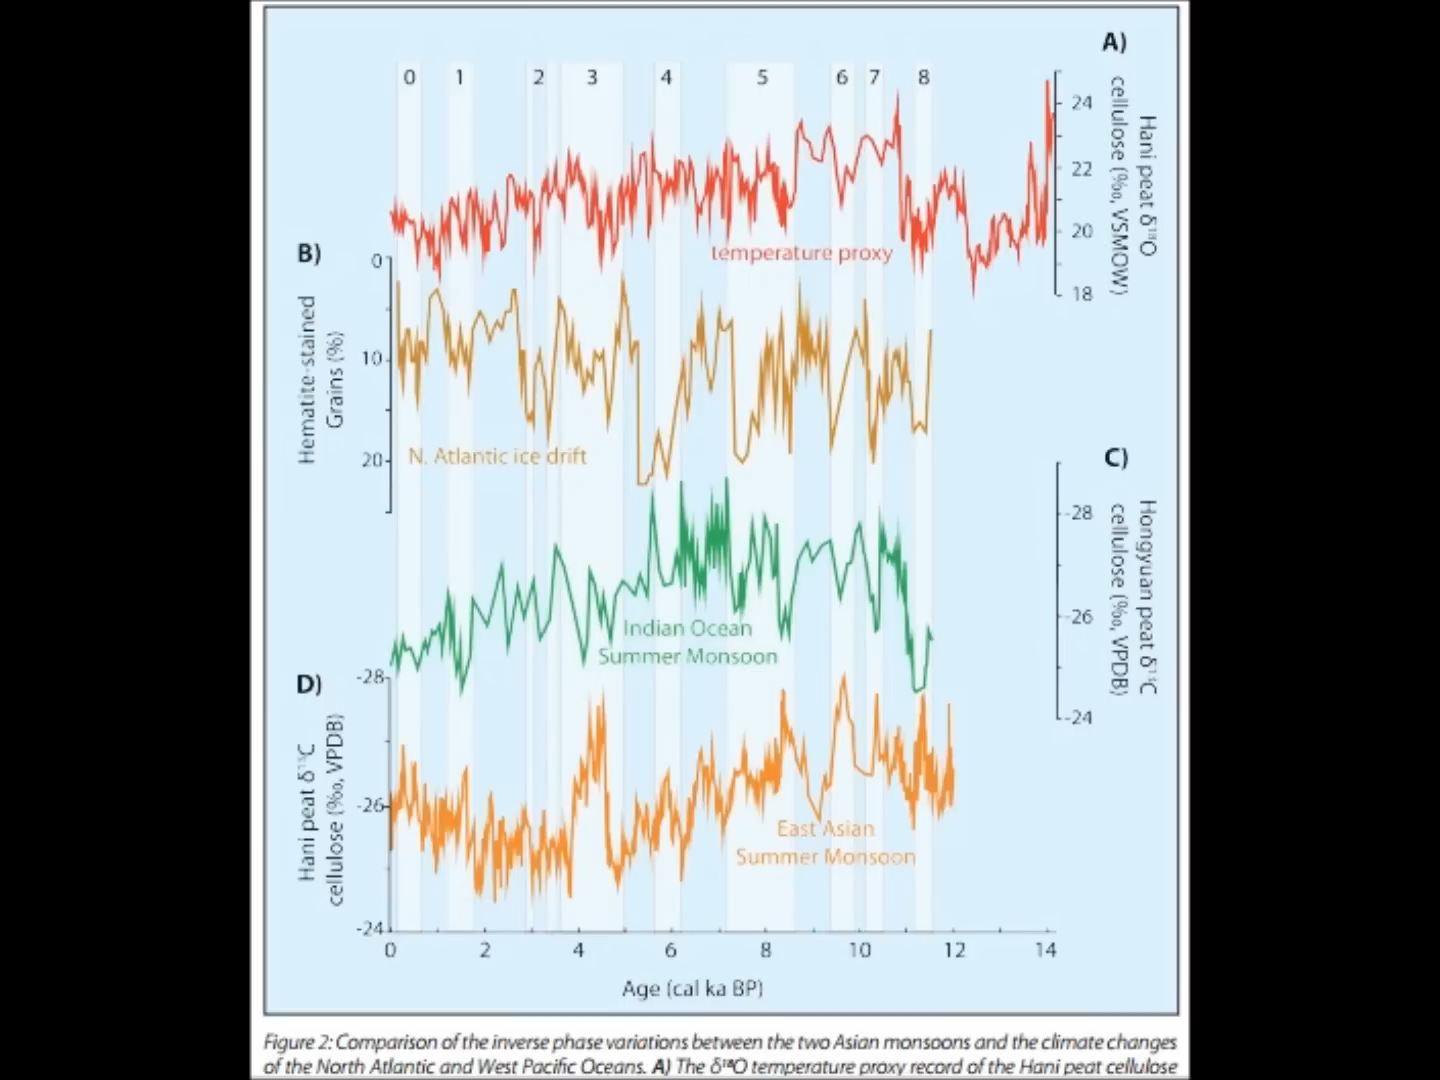 A)
0 1 2 3 4 5 6 7 8
24
22
20
18
Hani peat δ¹⁸O
cellulose (‰, VSMOW)
temperature proxy
B)
0
10
20
Hematite-stained
Grains (%)
N. Atlantic ice drift
C)
-28
-26
-24
Hongyuan peat δ¹³C
cellulose (‰, VPDB)
Indian Ocean
Summer Monsoon
D)
-28
-26
-24
Hani peat δ¹³C
cellulose (‰, VPDB)
East Asian
Summer Monsoon
0 2 4 6 8 10 12 14
Age (cal ka BP)
Figure 2: Comparison of the inverse phase variations between the two Asian monsoons and the climate changes
of the North Atlantic and West Pacific Oceans. A) The δ¹⁸O temperature proxy record of the Hani peat cellulose